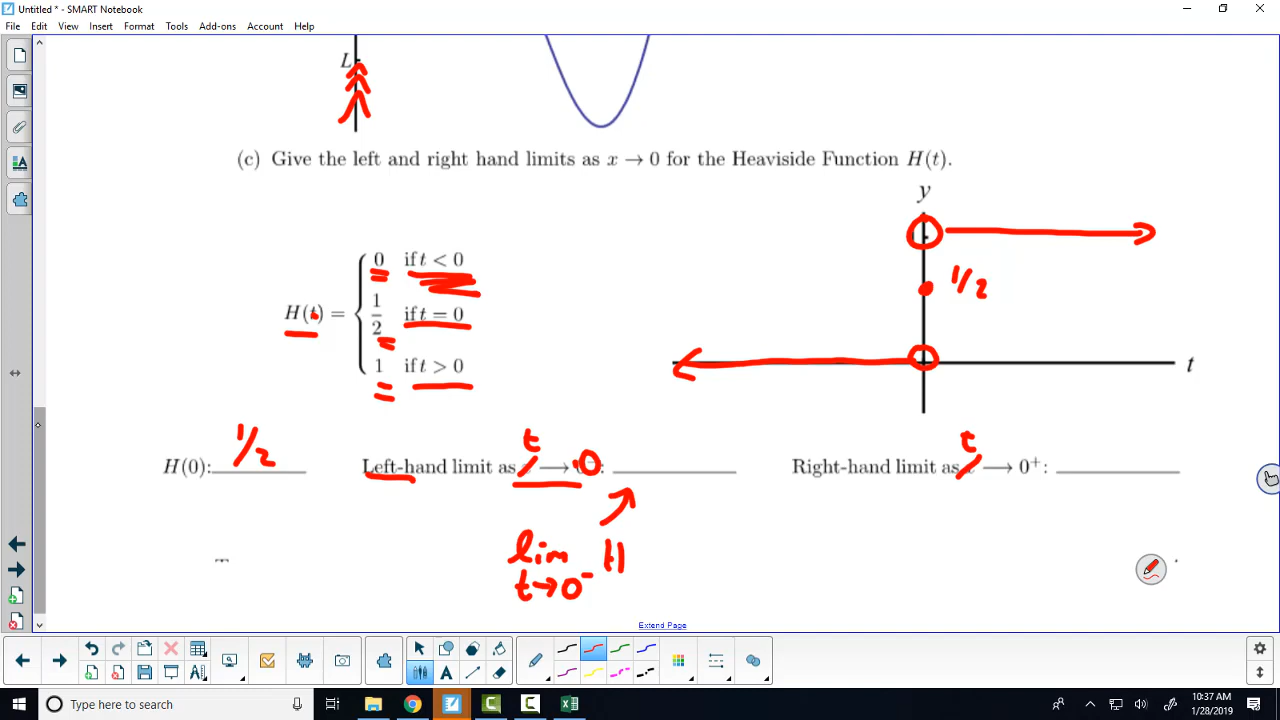 Untitled * - SMART Notebook
File Edit View Insert Format Tools Add-ons Account Help
L
(c) Give the left and right hand limits as x → 0 for the Heaviside Function H(t).
y
0 if t < 0
1/2
H(t) = 1/2 if t = 0
1 if t > 0
t
t
t
H(0): 1/2 Left-hand limit as → 0 : Right-hand limit as → 0⁺:
lim H
t→0⁻
Extend Page
A
Type here to search
10:37 AM
1/28/2019